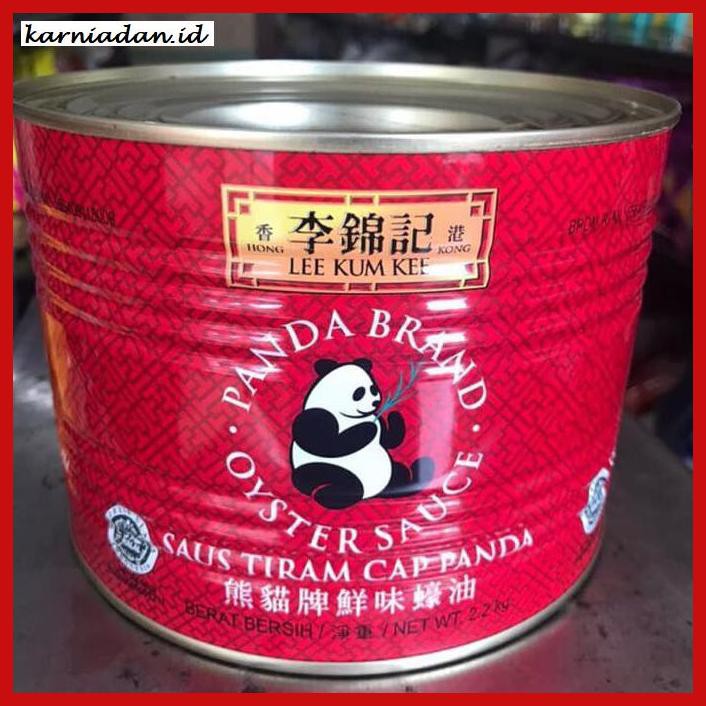 karniadan.id
香 李錦記 港
HONG LEE KUM KEE KONG
PANDA BRAND
OYSTER SAUCE
SAUS TIRAM CAP PANDA
熊貓牌鮮味蠔油
BERAT BERSIH / 淨重 / NET WT. 2.2 kg